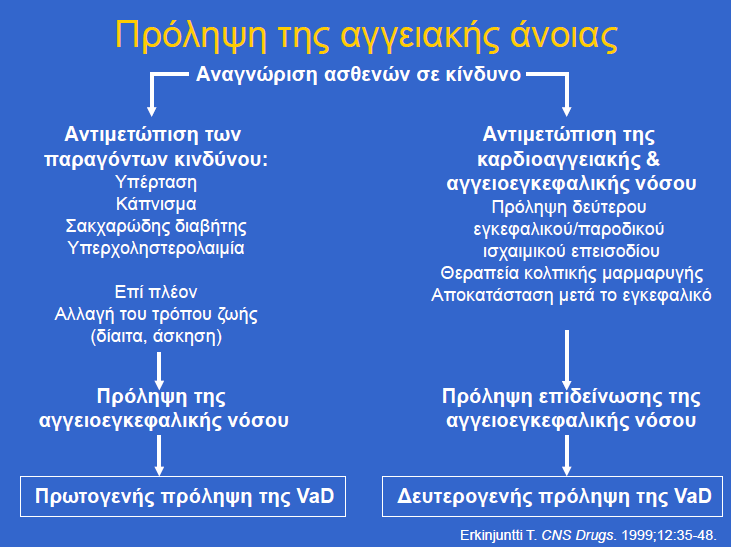 Πρόληψη της αγγειακής άνοιας
Αναγνώριση ασθενών σε κίνδυνο
Αντιμετώπιση των
παραγόντων κινδύνου:
Υπέρταση
Κάπνισμα
Σακχαρώδης διαβήτης
Υπερχοληστερολαιμία
Επί πλέον
Αλλαγή του τρόπου ζωής
(δίαιτα, άσκηση)
Πρόληψη της
αγγειοεγκεφαλικής νόσου
Πρωτογενής πρόληψη της VaD
Αντιμετώπιση της
καρδιοαγγειακής &
αγγειοεγκεφαλικής νόσου
Πρόληψη δεύτερου
εγκεφαλικού/παροδικού
ισχαιμικού επεισοδίου
Θεραπεία κολπικής μαρμαρυγής
Αποκατάσταση μετά το εγκεφαλικό
Πρόληψη επιδείνωσης της
αγγειοεγκεφαλικής νόσου
Δευτερογενής πρόληψη της VaD
Erkinjuntti T. CNS Drugs. 1999;12:35-48.